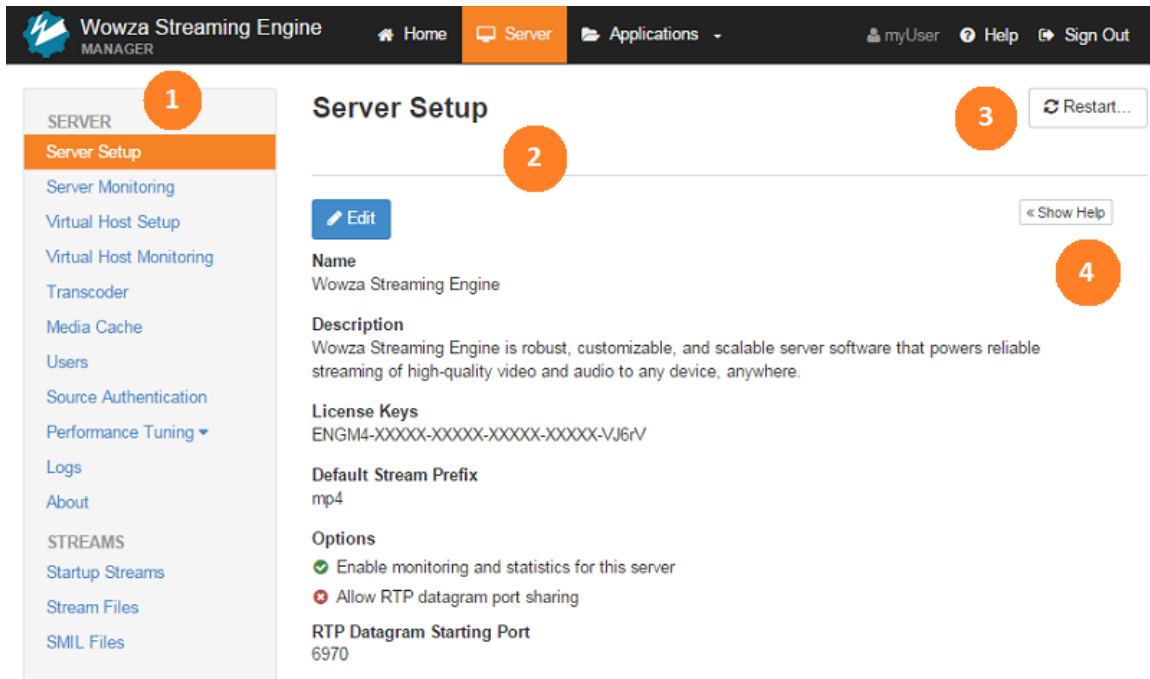 Wowza Streaming Engine
MANAGER
Home
Server
Applications
myUser
Help
Sign Out
1
SERVER
Server Setup
Server Monitoring
Virtual Host Setup
Virtual Host Monitoring
Transcoder
Media Cache
Users
Source Authentication
Performance Tuning
Logs
About
STREAMS
Startup Streams
Stream Files
SMIL Files
Server Setup
2
3
Restart...
Edit
« Show Help
4
Name
Wowza Streaming Engine
Description
Wowza Streaming Engine is robust, customizable, and scalable server software that powers reliable
streaming of high-quality video and audio to any device, anywhere.
License Keys
ENGM4-XXXXX-XXXXX-XXXXX-XXXXX-VJ6rV
Default Stream Prefix
mp4
Options
Enable monitoring and statistics for this server
Allow RTP datagram port sharing
RTP Datagram Starting Port
6970